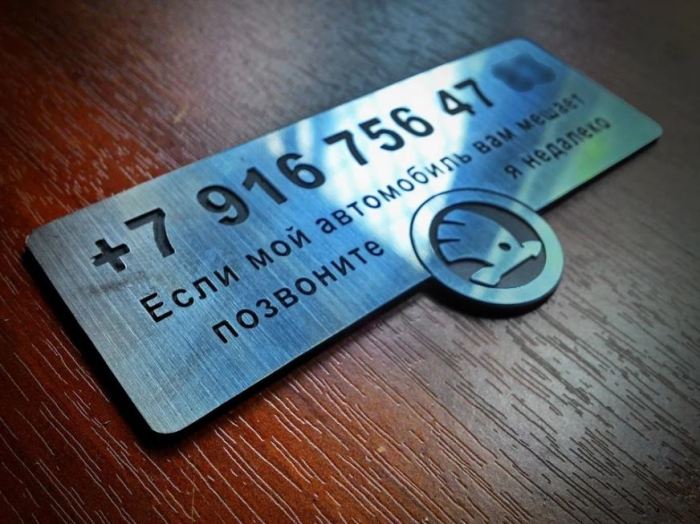 +7 916 756 47
Если мой автомобиль вам мешает
позвоните я недалеко